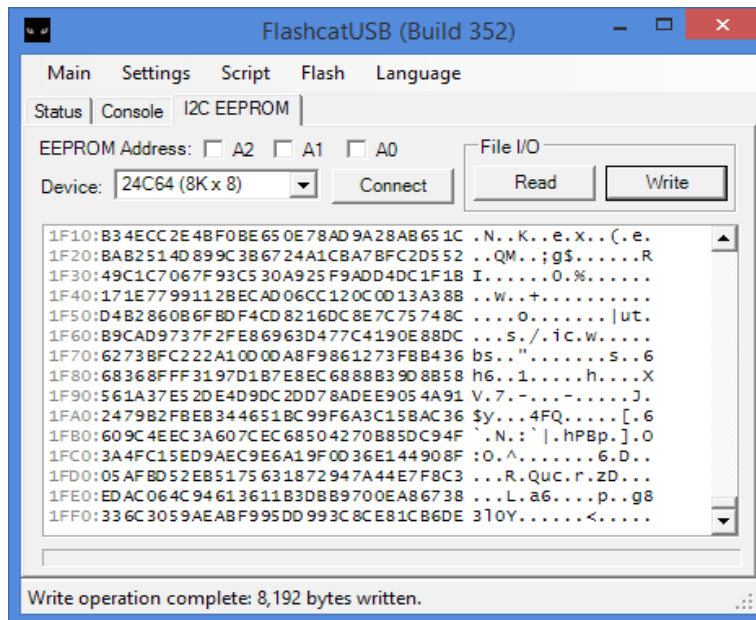 FlashcatUSB (Build 352)
Main Settings Script Flash Language
Status Console I2C EEPROM
EEPROM Address: A2 A1 A0 File I/O
Device: 24C64 (8K x 8) Connect Read Write
1F10:B34ECC2E4BF0BE650E78AD9A28AB651C .N..K..e.x..(.e.
1F20:BAB2514D899C3B6724A1CBA7BFC2D552 ..QM..;g$......R
1F30:49C1C7067F93C530A925F9ADD4DC1F1B I......0.%......
1F40:171E7799112BECAD06CC120C0D13A38B ..w..+..........
1F50:D4B2860B6FBDF4CD8216DC8E7C75748C ....o.......|ut.
1F60:B9CAD9737F2FE86963D477C4190E88DC ...s./.ic.w.....
1F70:6273BFC222A10D0DA8F9861273FBB436 bs..".......s..6
1F80:68368FFF3197D1B7E8EC6888B39D8B58 h6..1.....h....X
1F90:561A37E52DE4D9DC2DD78ADEE9054A91 V.7.-...-.....J.
1FA0:2479B2FBEB344651BC99F6A3C15BAC36 $y...4FQ.....[.6
1FB0:609C4EEC3A607CEC68504270B85DC94F `.N.:`|.hPBp.].O
1FC0:3A4FC15ED9AEC9E6A19F0D36E144908F :O.^.......6.D..
1FD0:05AFBD52EB5175631872947A44E7F8C3 ...R.Quc.r.zD...
1FE0:EDAC064C94613611B3DBB9700EA86738 ...L.a6....p..g8
1FF0:336C3059AEABF995DD993C8CE81CB6DE 3l0Y......<.....
Write operation complete: 8,192 bytes written.